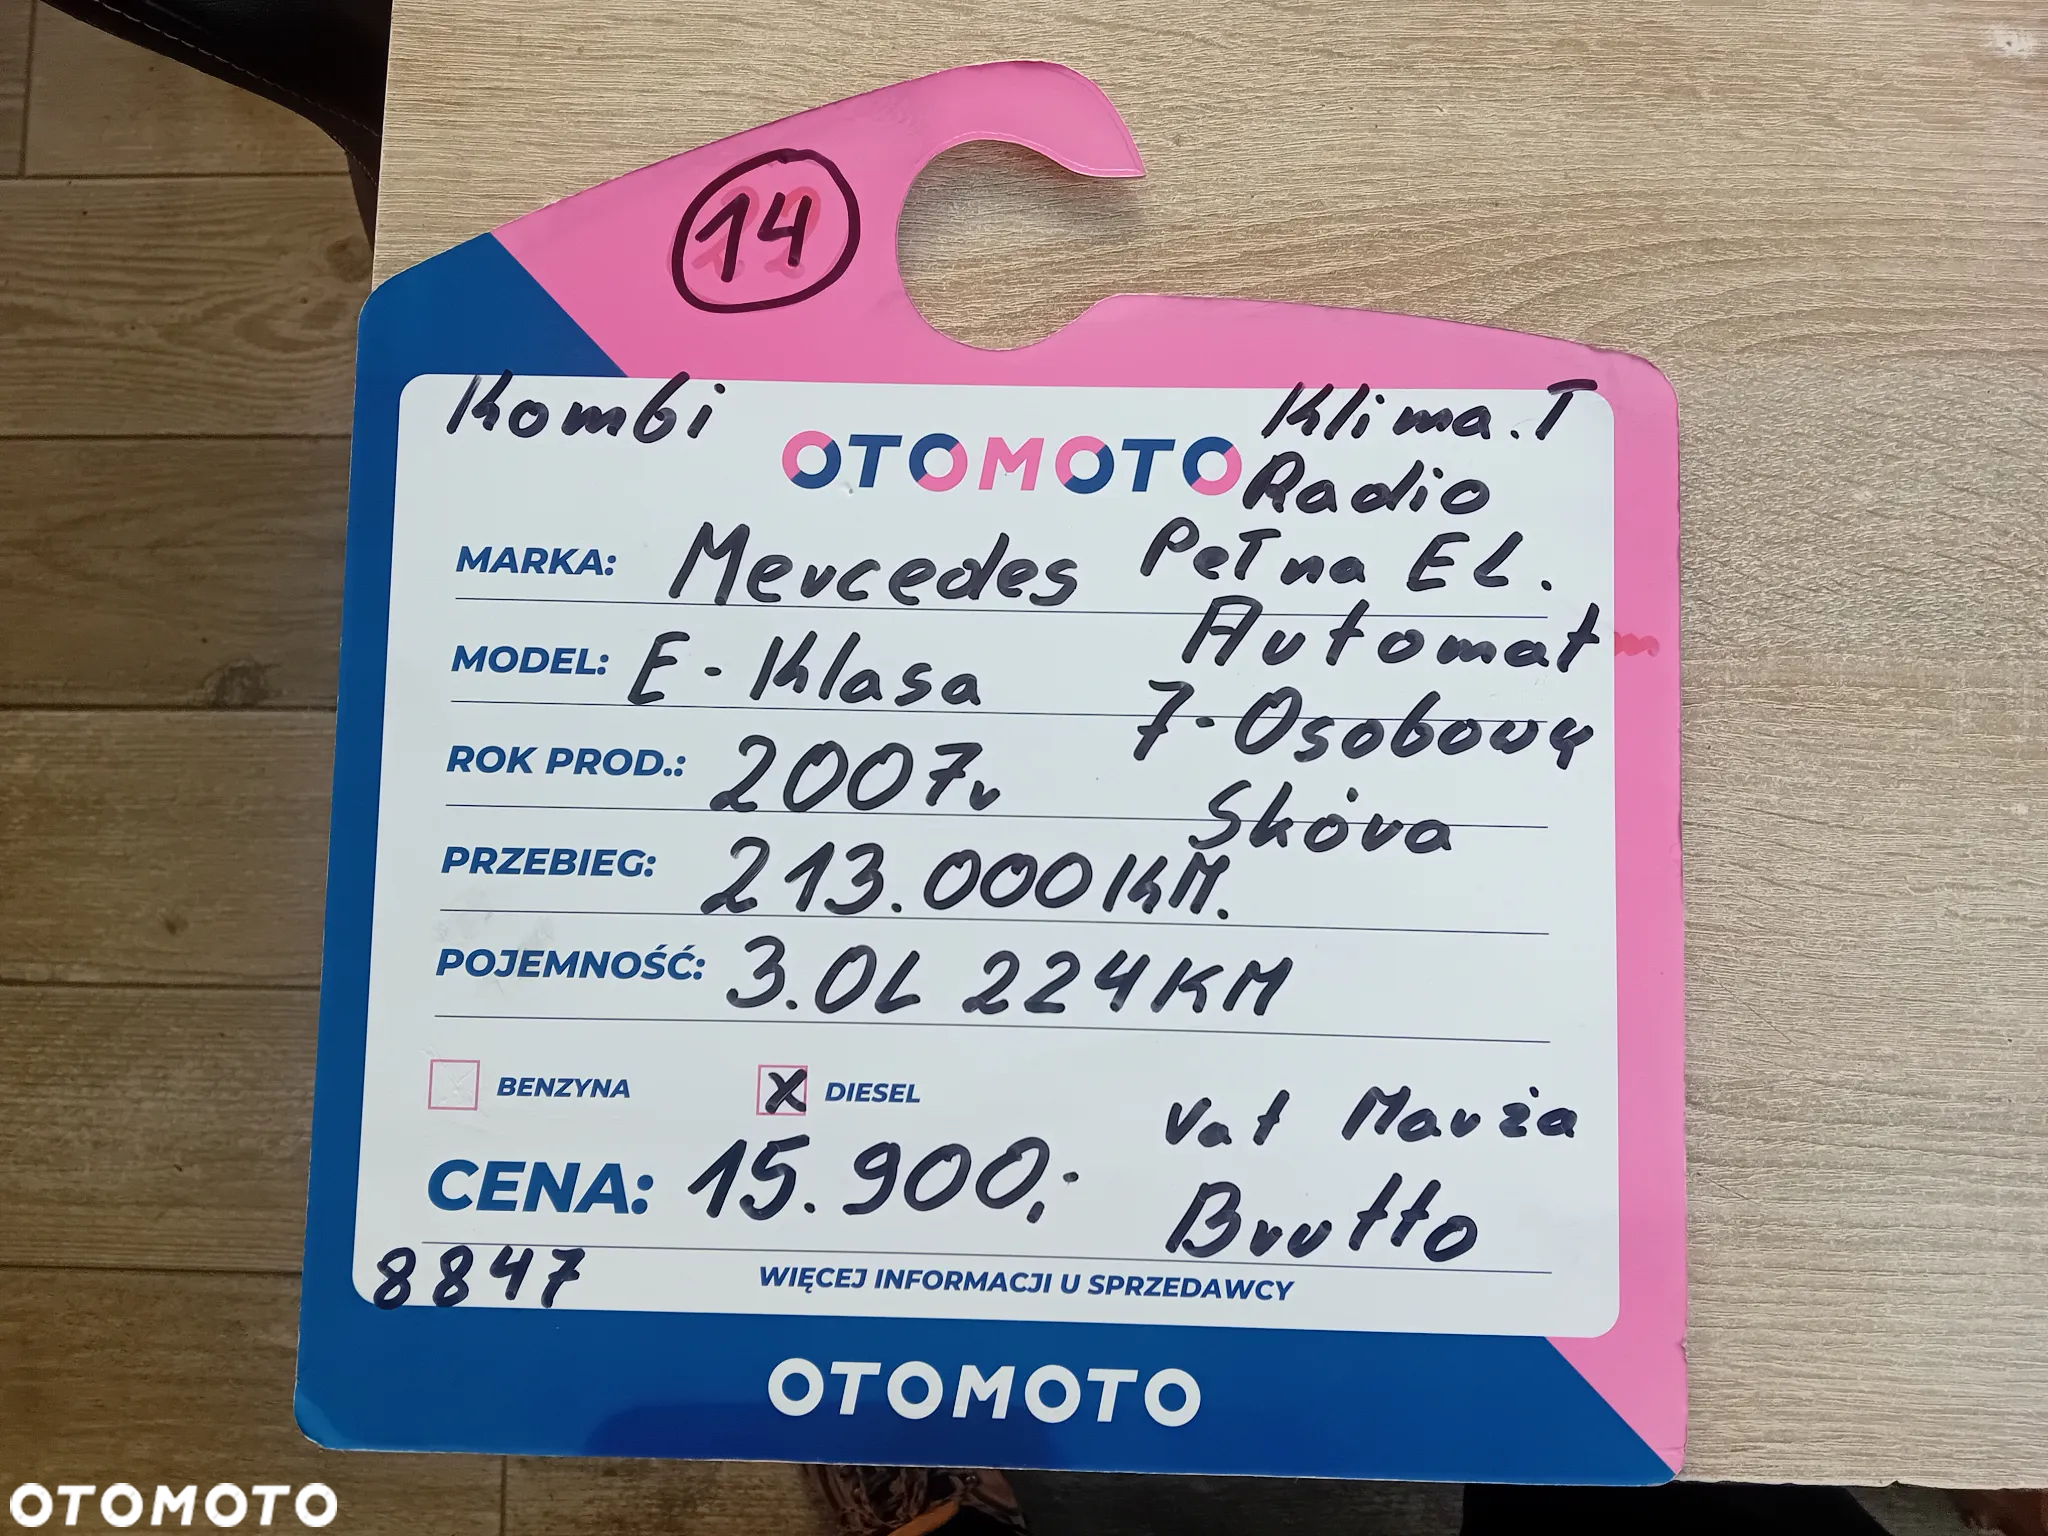 14
Kombi
Klima.T
OTOMOTO
Radio
MARKA: Mercedes
Pełna EL.
Automat
MODEL: E-Klasa
7-Osobowy
ROK PROD.: 2007r
Skóra
PRZEBIEG: 213.000KM.
POJEMNOŚĆ: 3.0L 224KM
BENZYNA
X DIESEL
Vat Marża
CENA: 15.900,-
Brutto
8847
WIĘCEJ INFORMACJI U SPRZEDAWCY
OTOMOTO
OTOMOTO